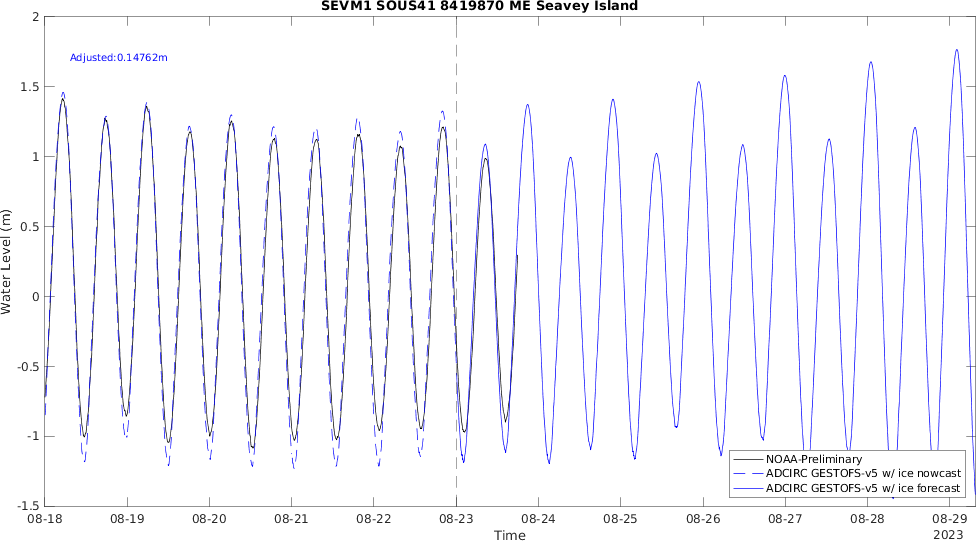 SEVM1 SOUS41 8419870 ME Seavey Island
Adjusted:0.14762m
Water Level (m)
2
1.5
1
0.5
0
-0.5
-1
-1.5
NOAA-Preliminary
ADCIRC GESTOFS-v5 w/ ice nowcast
ADCIRC GESTOFS-v5 w/ ice forecast
08-18 08-19 08-20 08-21 08-22 08-23 08-24 08-25 08-26 08-27 08-28 08-29
Time
2023